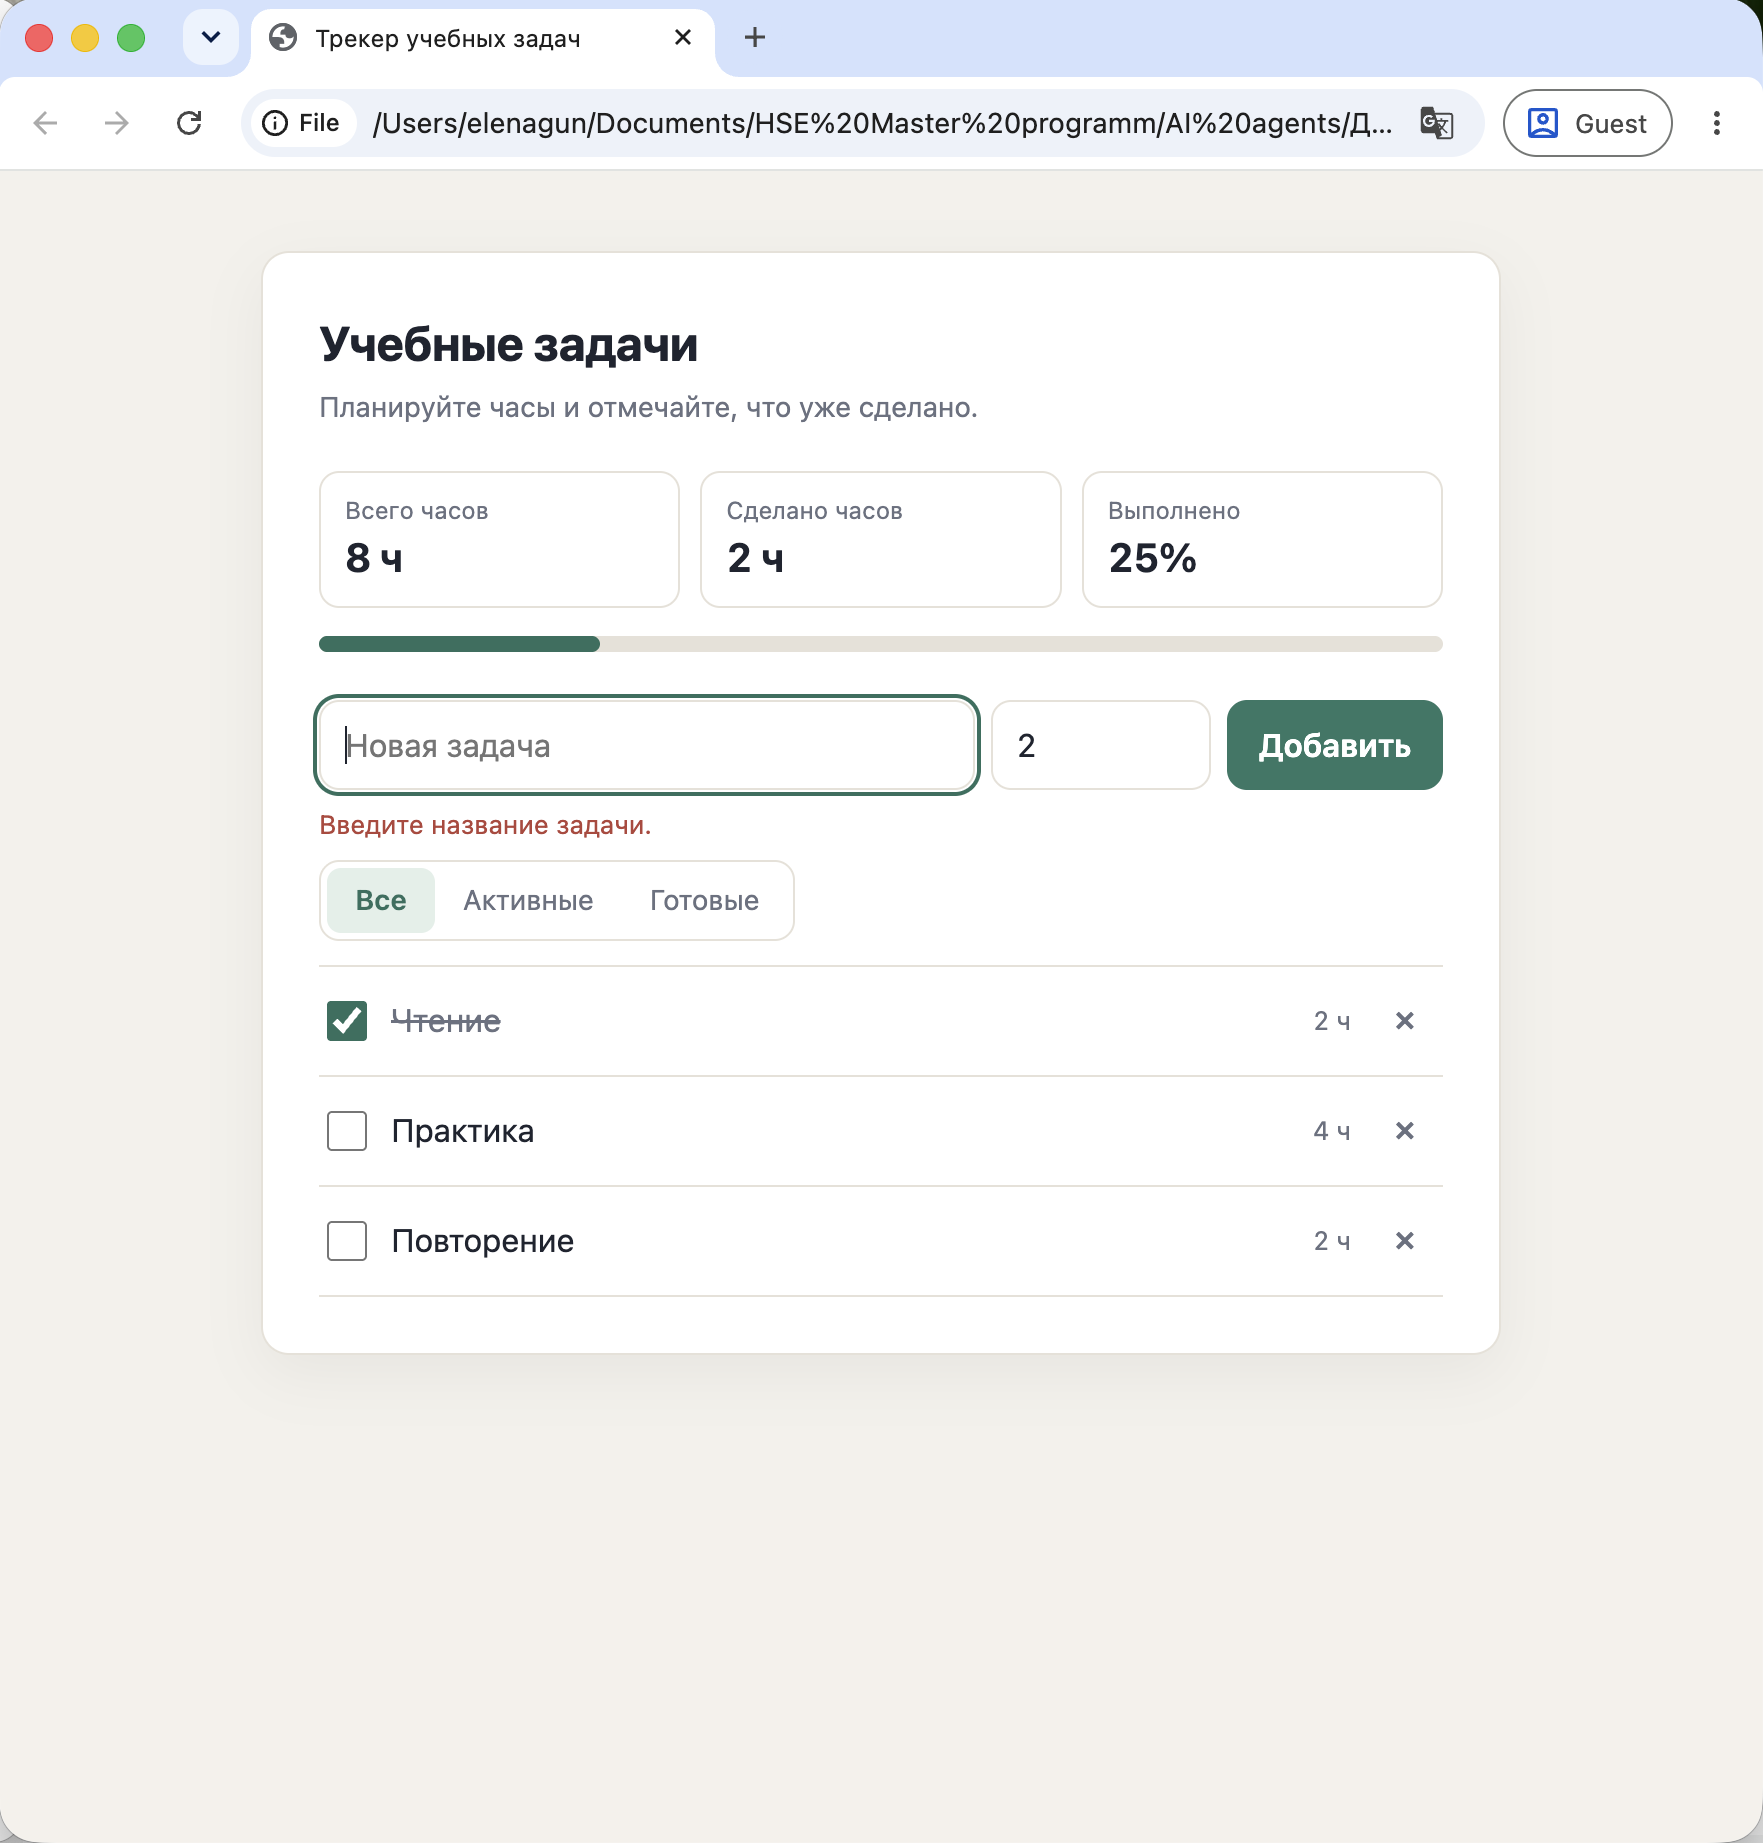 Трекер учебных задач
File /Users/elenagun/Documents/HSE%20Master%20programm/AI%20agents/Д... Guest
Учебные задачи
Планируйте часы и отмечайте, что уже сделано.
Всего часов
8 ч
Сделано часов
2 ч
Выполнено
25%
Новая задача
2
Добавить
Введите название задачи.
Все Активные Готовые
Чтение 2 ч
Практика 4 ч
Повторение 2 ч